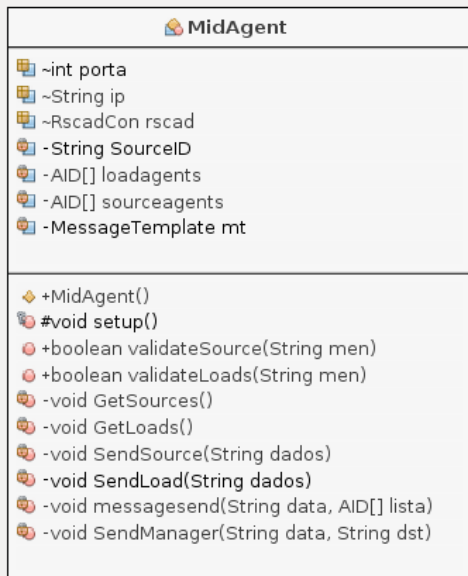 MidAgent
~int porta
~String ip
~RscadCon rscad
-String SourceID
-AID[] loadagents
-AID[] sourceagents
-MessageTemplate mt
+MidAgent()
#void setup()
+boolean validateSource(String men)
+boolean validateLoads(String men)
-void GetSources()
-void GetLoads()
-void SendSource(String dados)
-void SendLoad(String dados)
-void messagesend(String data, AID[] lista)
-void SendManager(String data, String dst)